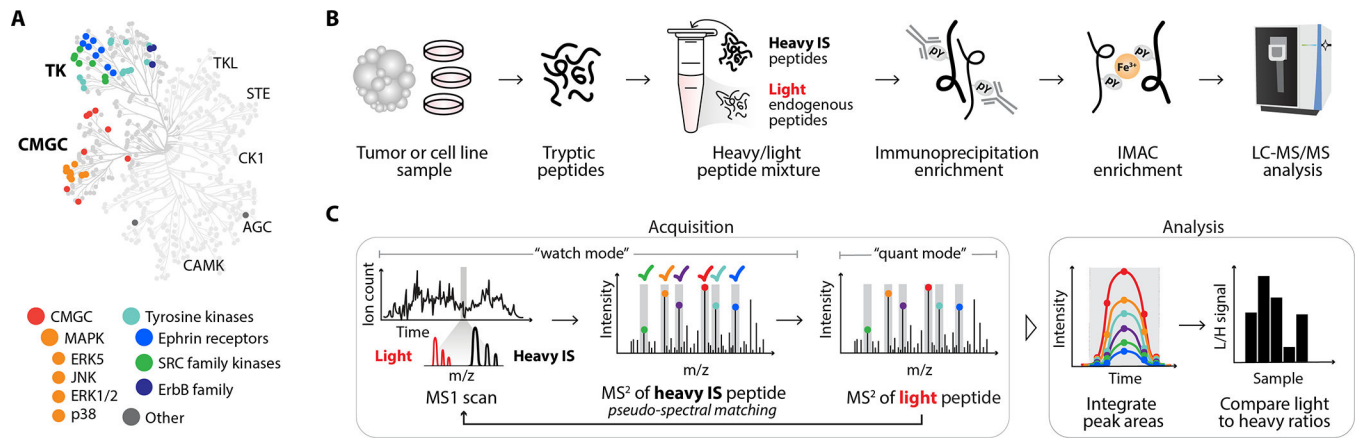 A
TK
TKL
STE
CMGC
CK1
AGC
CAMK
CMGC
MAPK
ERK5
JNK
ERK1/2
p38
Tyrosine kinases
Ephrin receptors
SRC family kinases
ErbB family
Other
B
Heavy IS
peptides
Light
endogenous
peptides
pY
pY
pY
Fe³⁺
pY
Tumor or cell line
sample
Tryptic
peptides
Heavy/light
peptide mixture
Immunoprecipitation
enrichment
IMAC
enrichment
LC-MS/MS
analysis
C
Acquisition
"watch mode"
"quant mode"
Ion count
Time
Light
Heavy IS
m/z
MS1 scan
Intensity
m/z
MS² of heavy IS peptide
pseudo-spectral matching
Intensity
m/z
MS² of light peptide
Analysis
Intensity
Time
Integrate
peak areas
L/H signal
Sample
Compare light
to heavy ratios